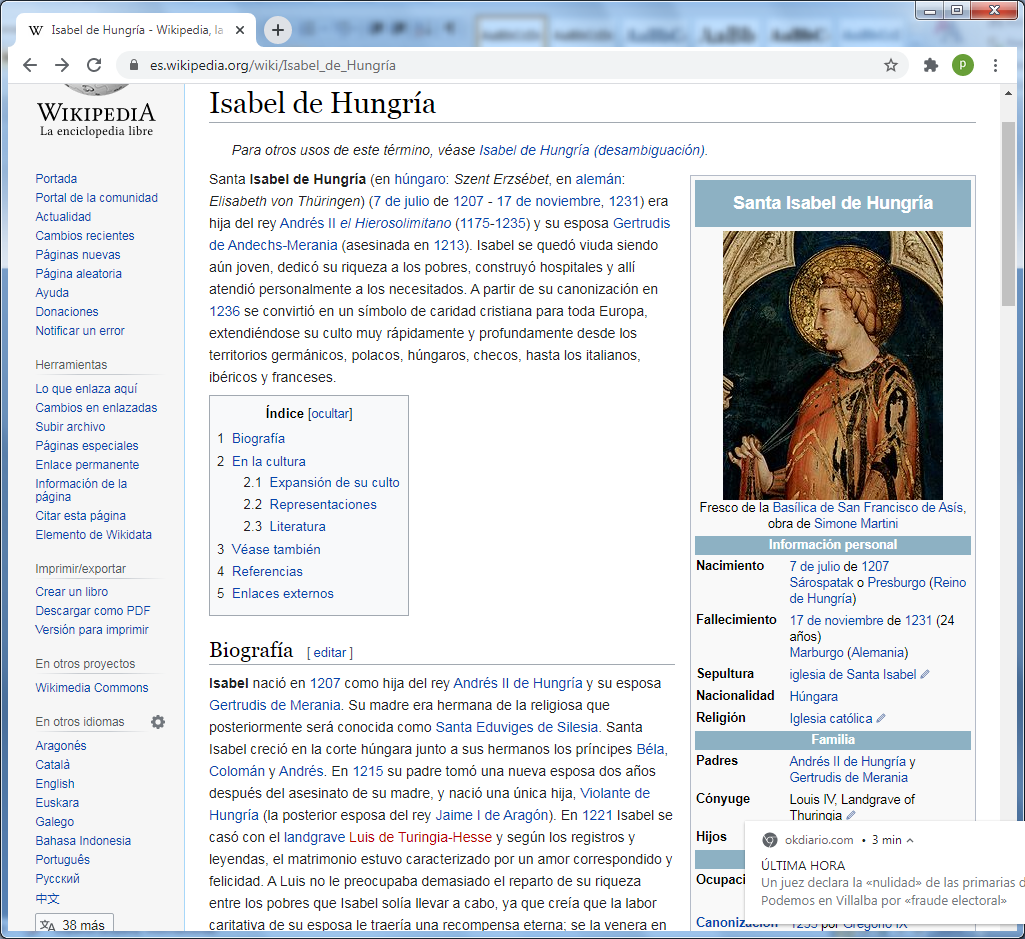 Isabel de Hungría - Wikipedia, la
es.wikipedia.org/wiki/Isabel_de_Hungría
P
WIKIPEDIA
La enciclopedia libre
Portada
Portal de la comunidad
Actualidad
Cambios recientes
Páginas nuevas
Página aleatoria
Ayuda
Donaciones
Notificar un error
Herramientas
Lo que enlaza aquí
Cambios en enlazadas
Subir archivo
Páginas especiales
Enlace permanente
Información de la
página
Citar esta página
Elemento de Wikidata
Imprimir/exportar
Crear un libro
Descargar como PDF
Versión para imprimir
En otros proyectos
Wikimedia Commons
En otros idiomas
Aragonés
Català
English
Euskara
Galego
Bahasa Indonesia
Português
Русский
中文
38 más
Isabel de Hungría
Para otros usos de este término, véase Isabel de Hungría (desambiguación).
Santa Isabel de Hungría (en húngaro: Szent Erzsébet, en alemán:
Elisabeth von Thüringen) (7 de julio de 1207 - 17 de noviembre, 1231) era
hija del rey Andrés II el Hierosolimitano (1175-1235) y su esposa Gertrudis
de Andechs-Merania (asesinada en 1213). Isabel se quedó viuda siendo
aún joven, dedicó su riqueza a los pobres, construyó hospitales y allí
atendió personalmente a los necesitados. A partir de su canonización en
1236 se convirtió en un símbolo de caridad cristiana para toda Europa,
extendiéndose su culto muy rápidamente y profundamente desde los
territorios germánicos, polacos, húngaros, checos, hasta los italianos,
ibéricos y franceses.
Índice [ocultar]
1 Biografía
2 En la cultura
2.1 Expansión de su culto
2.2 Representaciones
2.3 Literatura
3 Véase también
4 Referencias
5 Enlaces externos
Biografía [ editar ]
Isabel nació en 1207 como hija del rey Andrés II de Hungría y su esposa
Gertrudis de Merania. Su madre era hermana de la religiosa que
posteriormente será conocida como Santa Eduviges de Silesia. Santa
Isabel creció en la corte húngara junto a sus hermanos los príncipes Béla,
Colomán y Andrés. En 1215 su padre tomó una nueva esposa dos años
después del asesinato de su madre, y nació una única hija, Violante de
Hungría (la posterior esposa del rey Jaime I de Aragón). En 1221 Isabel se
casó con el landgrave Luis de Turingia-Hesse y según los registros y
leyendas, el matrimonio estuvo caracterizado por un amor correspondido y
felicidad. A Luis no le preocupaba demasiado el reparto de su riqueza
entre los pobres que Isabel solía llevar a cabo, ya que creía que la labor
caritativa de su esposa le traería una recompensa eterna; se la venera en
Santa Isabel de Hungría
Fresco de la Basílica de San Francisco de Asís,
obra de Simone Martini
Información personal
Nacimiento 7 de julio de 1207
Sárospatak o Presburgo (Reino
de Hungría)
Fallecimiento 17 de noviembre de 1231 (24
años)
Marburgo (Alemania)
Sepultura iglesia de Santa Isabel
Nacionalidad Húngara
Religión Iglesia católica
Familia
Padres Andrés II de Hungría y
Gertrudis de Merania
Cónyuge Louis IV, Landgrave of
Thuringia
Hijos
Ocupaci
Canonización 1235 por Gregorio IX
okdiario.com • 3 min
ÚLTIMA HORA
Un juez declara la «nulidad» de las primarias d
Podemos en Villalba por «fraude electoral»